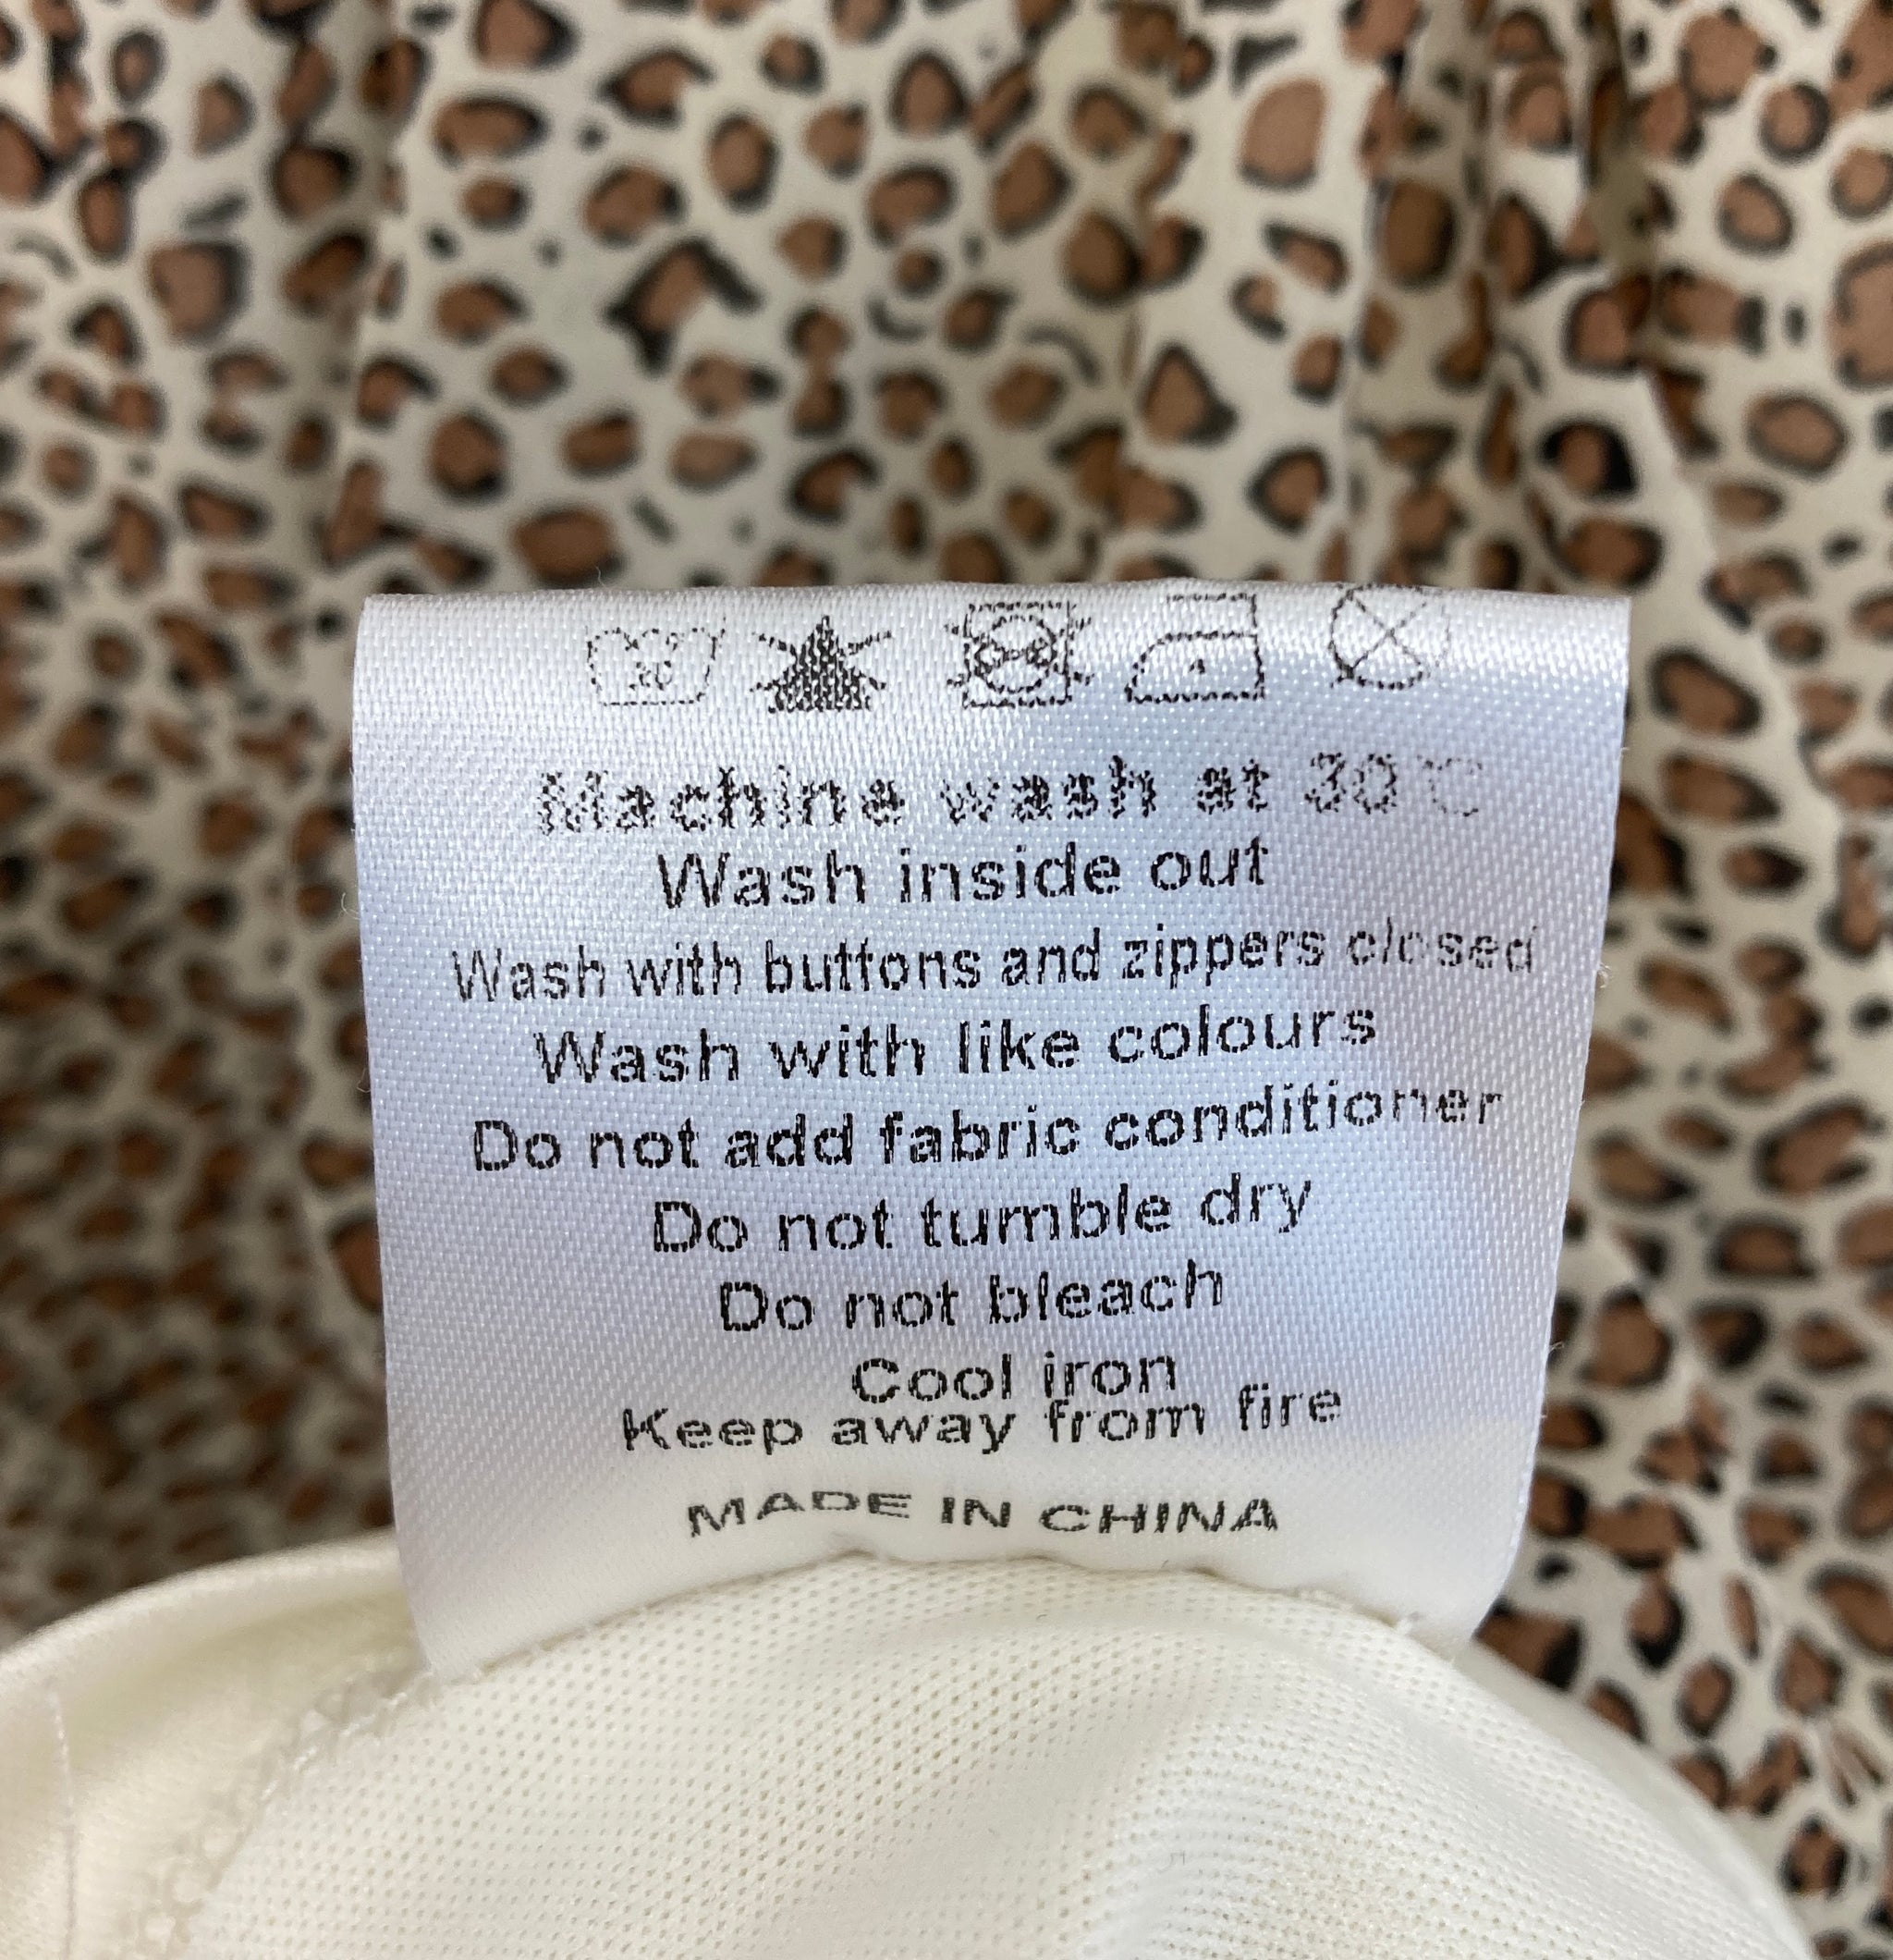 Machine wash at 30°C
Wash inside out
Wash with buttons and zippers closed
Wash with like colours
Do not add fabric conditioner
Do not tumble dry
Do not bleach
Cool iron
Keep away from fire
MADE IN CHINA